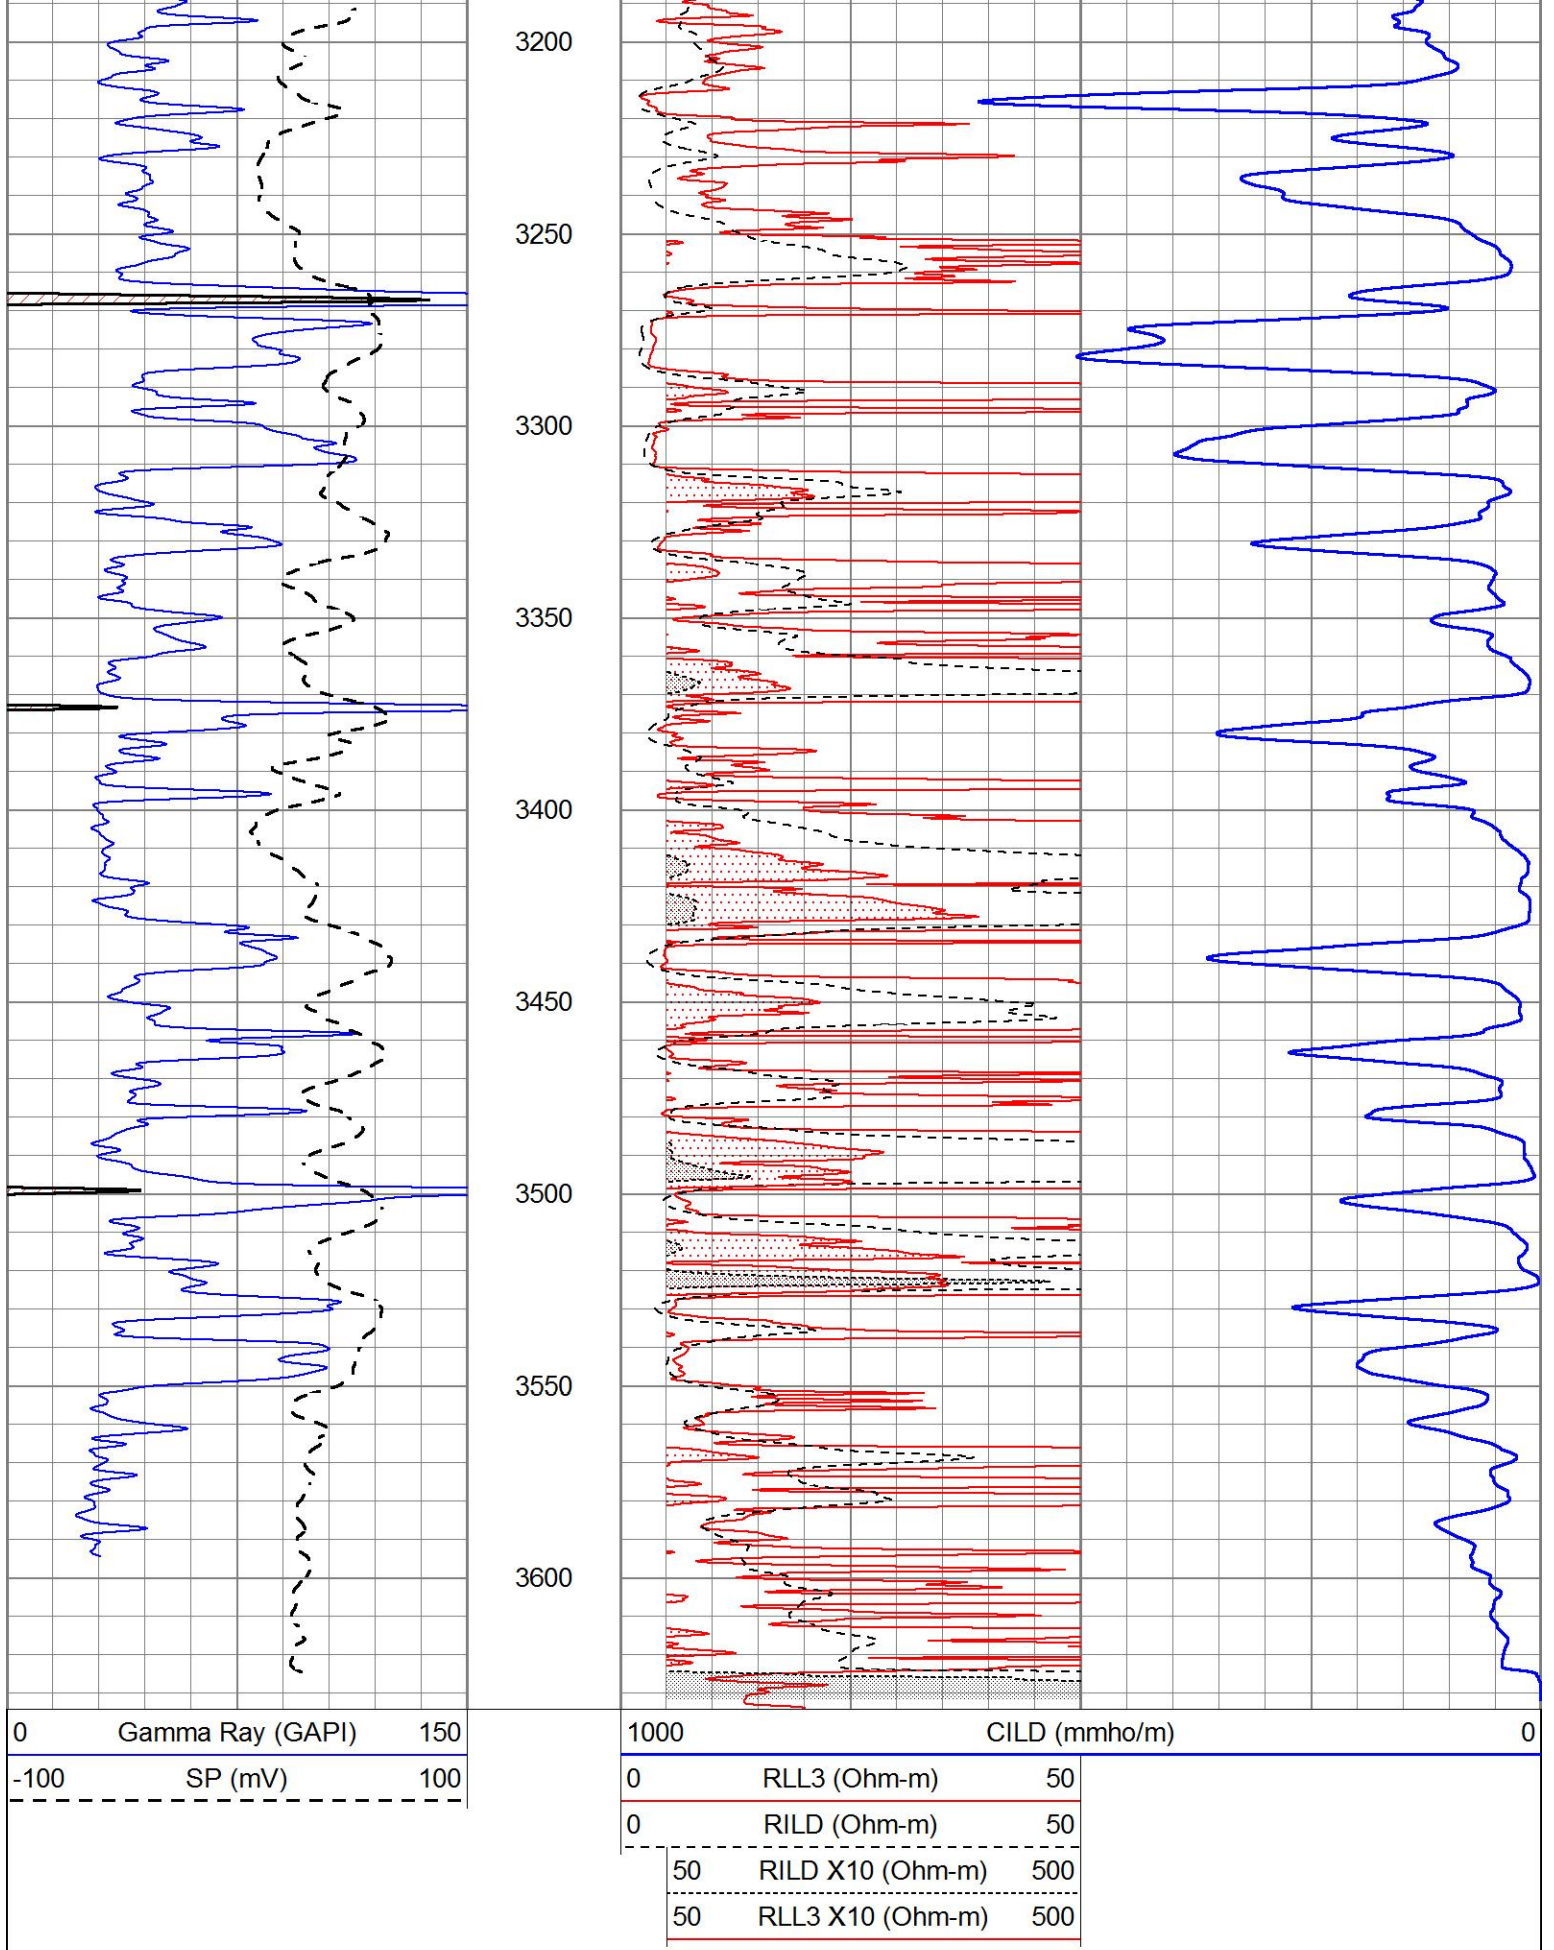 3200
3250
3300
3350
3400
3450
3500
3550
3600
0 Gamma Ray (GAPI) 150
-100 SP (mV) 100
1000 CILD (mmho/m) 0
0 RLL3 (Ohm-m) 50
0 RILD (Ohm-m) 50
50 RILD X10 (Ohm-m) 500
50 RLL3 X10 (Ohm-m) 500